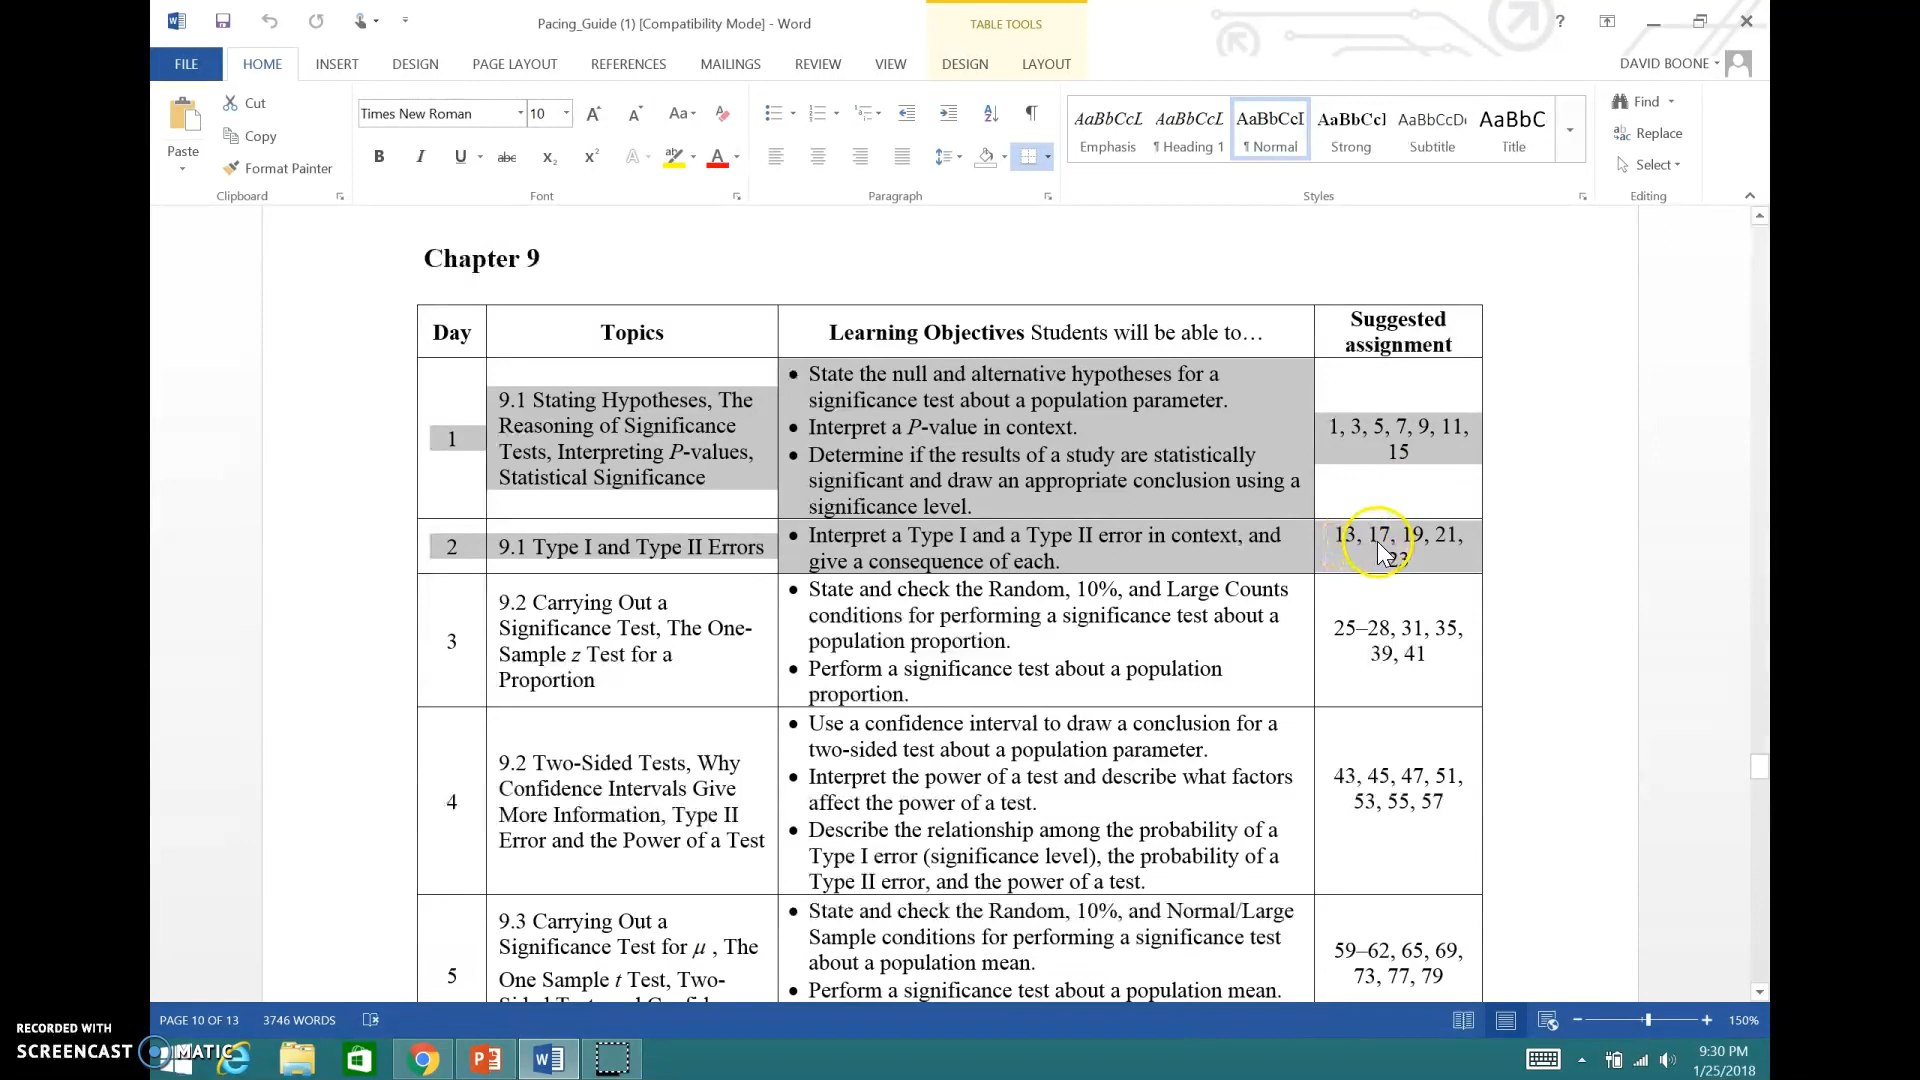 Pacing_Guide (1) [Compatibility Mode] - Word
TABLE TOOLS
?
FILE
HOME
INSERT
DESIGN
PAGE LAYOUT
REFERENCES
MAILINGS
REVIEW
VIEW
DESIGN
LAYOUT
DAVID BOONE
Paste
Cut
Copy
Format Painter
Clipboard
Times New Roman
10
Font
Paragraph
AaBbCcL
Emphasis
AaBbCcL
¶ Heading 1
AaBbCcI
¶ Normal
AaBbCcI
Strong
AaBbCcDc
Subtitle
AaBbC
Title
Styles
Find
Replace
Select
Editing
Chapter 9
Day
Topics
Learning Objectives Students will be able to…
Suggested
assignment
1
9.1 Stating Hypotheses, The
Reasoning of Significance
Tests, Interpreting P-values,
Statistical Significance
• State the null and alternative hypotheses for a
significance test about a population parameter.
• Interpret a P-value in context.
• Determine if the results of a study are statistically
significant and draw an appropriate conclusion using a
significance level.
1, 3, 5, 7, 9, 11,
15
2
9.1 Type I and Type II Errors
• Interpret a Type I and a Type II error in context, and
give a consequence of each.
13, 17, 19, 21,
23
3
9.2 Carrying Out a
Significance Test, The One-
Sample z Test for a
Proportion
• State and check the Random, 10%, and Large Counts
conditions for performing a significance test about a
population proportion.
• Perform a significance test about a population
proportion.
25–28, 31, 35,
39, 41
4
9.2 Two-Sided Tests, Why
Confidence Intervals Give
More Information, Type II
Error and the Power of a Test
• Use a confidence interval to draw a conclusion for a
two-sided test about a population parameter.
• Interpret the power of a test and describe what factors
affect the power of a test.
• Describe the relationship among the probability of a
Type I error (significance level), the probability of a
Type II error, and the power of a test.
43, 45, 47, 51,
53, 55, 57
5
9.3 Carrying Out a
Significance Test for μ , The
One Sample t Test, Two-
• State and check the Random, 10%, and Normal/Large
Sample conditions for performing a significance test
about a population mean.
• Perform a significance test about a population mean.
59–62, 65, 69,
73, 77, 79
PAGE 10 OF 13
3746 WORDS
150%
RECORDED WITH
SCREENCAST MATIC
9:30 PM
1/25/2018